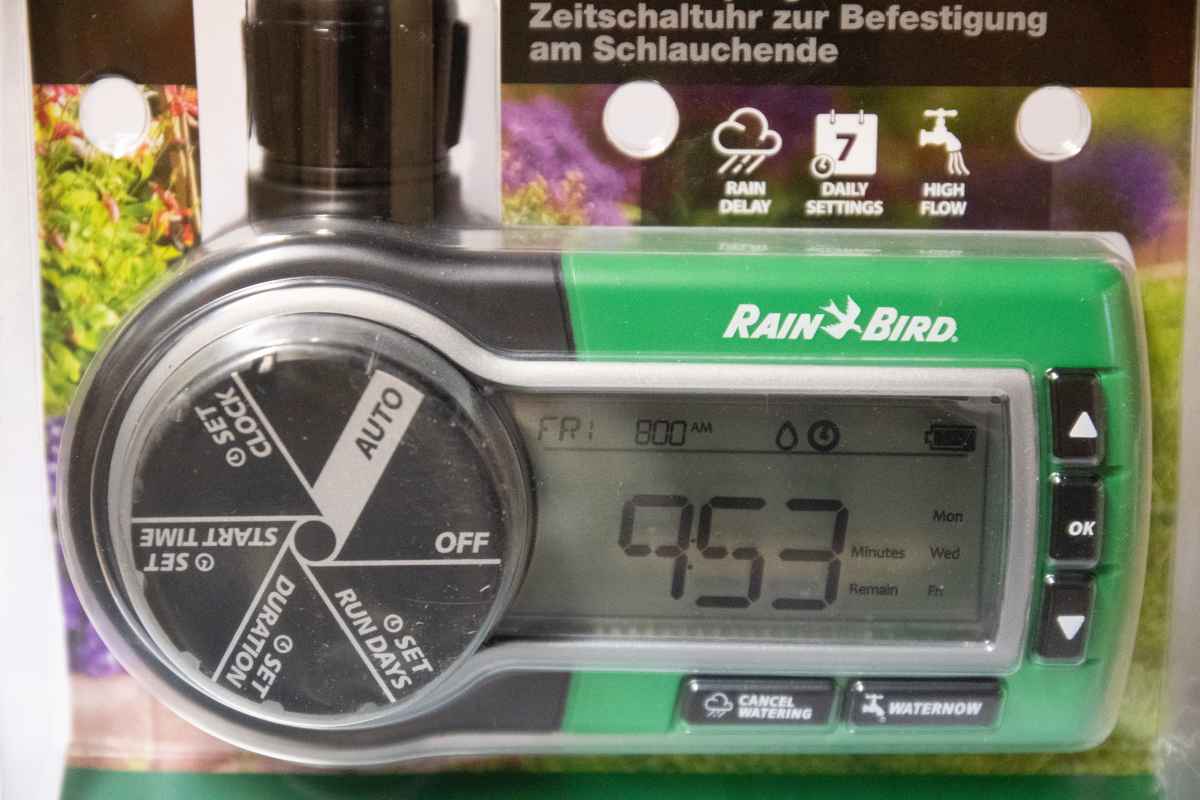 Zeitschaltuhr zur Befestigung
am Schlauchende
7
RAIN
DELAY
DAILY
SETTINGS
HIGH
FLOW
RAIN BIRD®
SET
CLOCK
AUTO
OFF
SET
START TIME
SET
DURATION
SET
RUN DAYS
FRI 800 AM
9:53
Minutes
Remain
Mon
Wed
Fri
OK
CANCEL
WATERING
WATERNOW